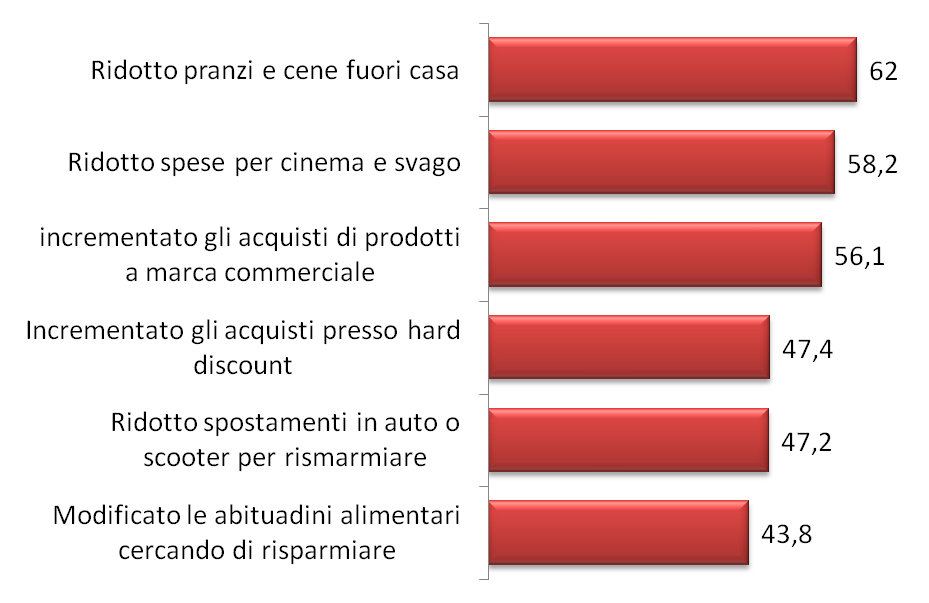 Ridotto pranzi e cene fuori casa
62
Ridotto spese per cinema e svago
58,2
incrementato gli acquisti di prodotti
a marca commerciale
56,1
Incrementato gli acquisti presso hard
discount
47,4
Ridotto spostamenti in auto o
scooter per rismarmiare
47,2
Modificato le abituadini alimentari
cercando di risparmiare
43,8